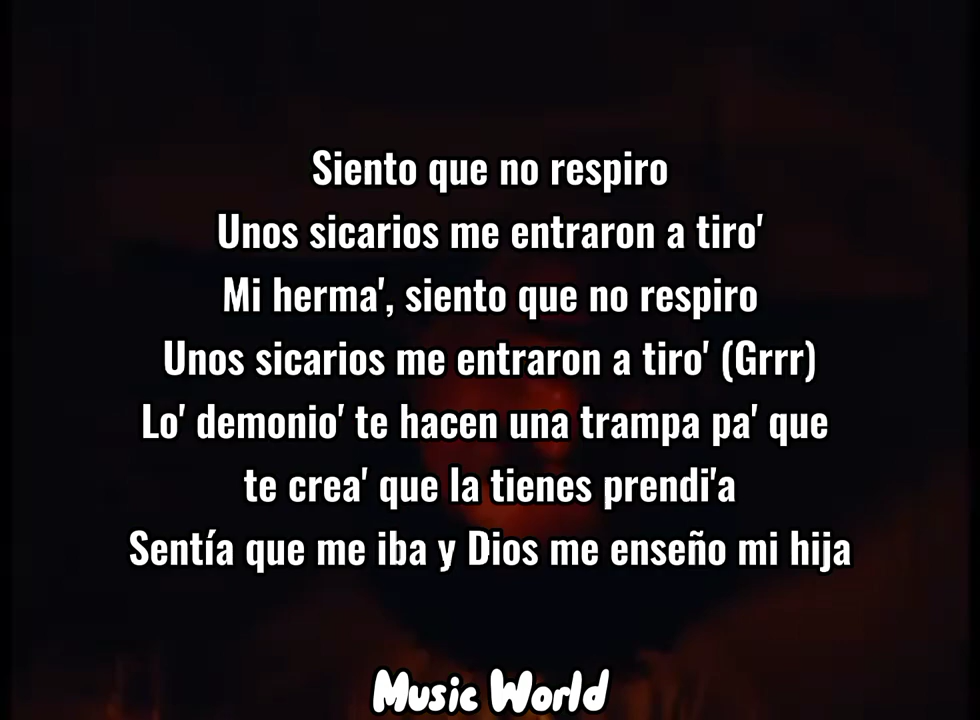 Siento que no respiro
Unos sicarios me entraron a tiro'
Mi herma', siento que no respiro
Unos sicarios me entraron a tiro' (Grrr)
Lo' demonio' te hacen una trampa pa' que
te crea' que la tienes prendi'a
Sentía que me iba y Dios me enseño mi hija
Music World